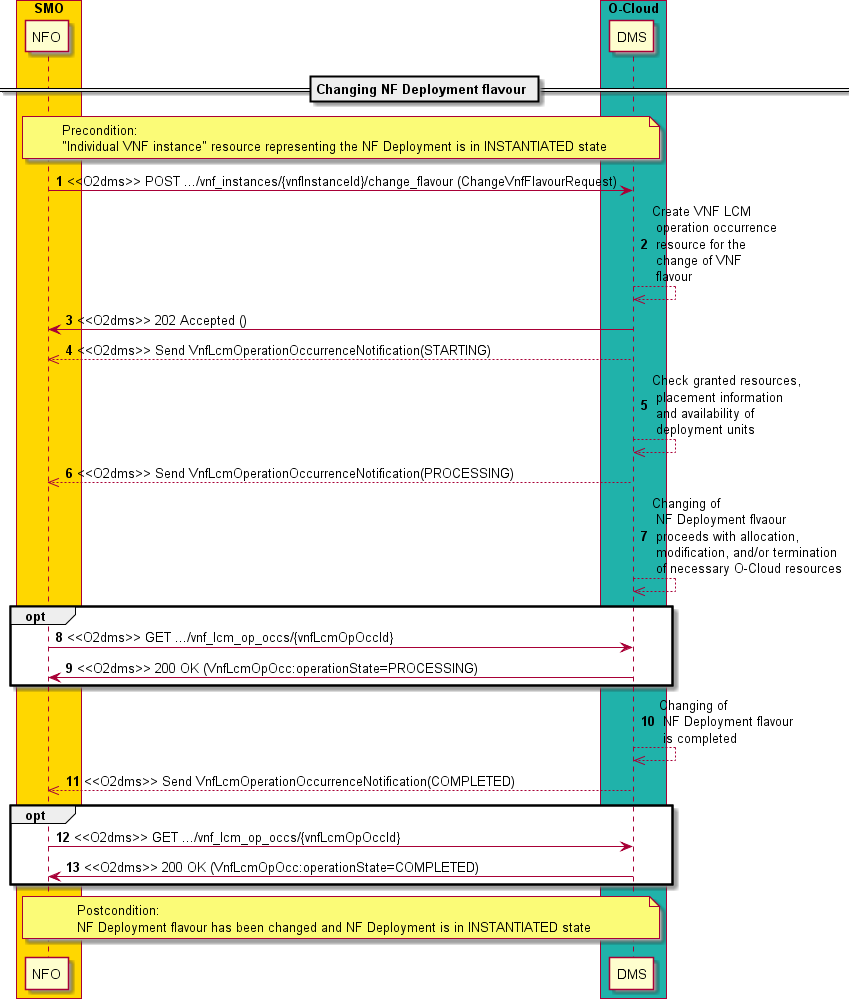 SMO
O-Cloud
NFO
DMS
Changing NF Deployment flavour
Precondition:
"Individual VNF instance" resource representing the NF Deployment is in INSTANTIATED state
1 <<O2dms>> POST .../vnf_instances/{vnfInstanceId}/change_flavour (ChangeVnfFlavourRequest)
Create VNF LCM
operation occurrence
2 resource for the
change of VNF
flavour
3 <<O2dms>> 202 Accepted ()
4 <<O2dms>> Send VnfLcmOperationOccurrenceNotification(STARTING)
Check granted resources,
placement information
5 and availability of
deployment units
6 <<O2dms>> Send VnfLcmOperationOccurrenceNotification(PROCESSING)
Changing of
NF Deployment flvaour
7 proceeds with allocation,
modification, and/or termination
of necessary O-Cloud resources
opt
8 <<O2dms>> GET .../vnf_lcm_op_occs/{vnfLcmOpOccId}
9 <<O2dms>> 200 OK (VnfLcmOpOcc:operationState=PROCESSING)
Changing of
10 NF Deployment flavour
is completed
11 <<O2dms>> Send VnfLcmOperationOccurrenceNotification(COMPLETED)
opt
12 <<O2dms>> GET .../vnf_lcm_op_occs/{vnfLcmOpOccId}
13 <<O2dms>> 200 OK (VnfLcmOpOcc:operationState=COMPLETED)
Postcondition:
NF Deployment flavour has been changed and NF Deployment is in INSTANTIATED state
NFO
DMS